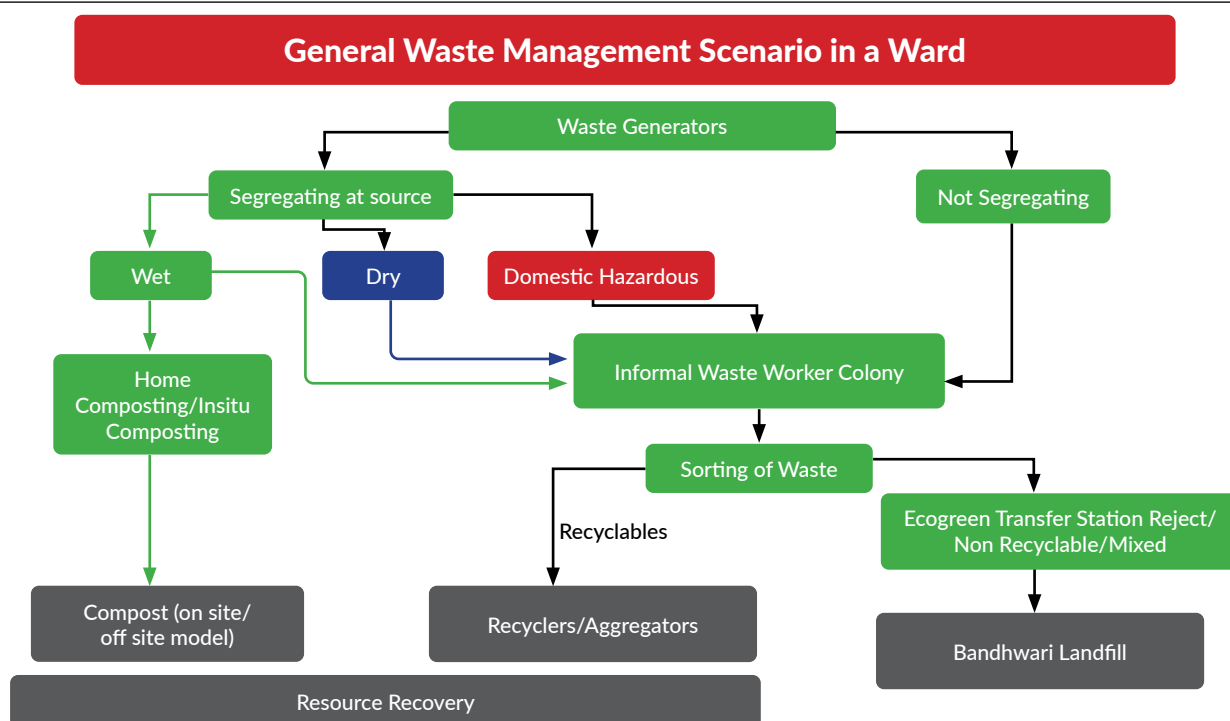 General Waste Management Scenario in a Ward
Waste Generators
Segregating at source
Not Segregating
Wet
Dry
Domestic Hazardous
Home
Composting/Insitu
Composting
Informal Waste Worker Colony
Sorting of Waste
Recyclables
Ecogreen Transfer Station Reject/
Non Recyclable/Mixed
Compost (on site/
off site model)
Recyclers/Aggregators
Bandhwari Landfill
Resource Recovery